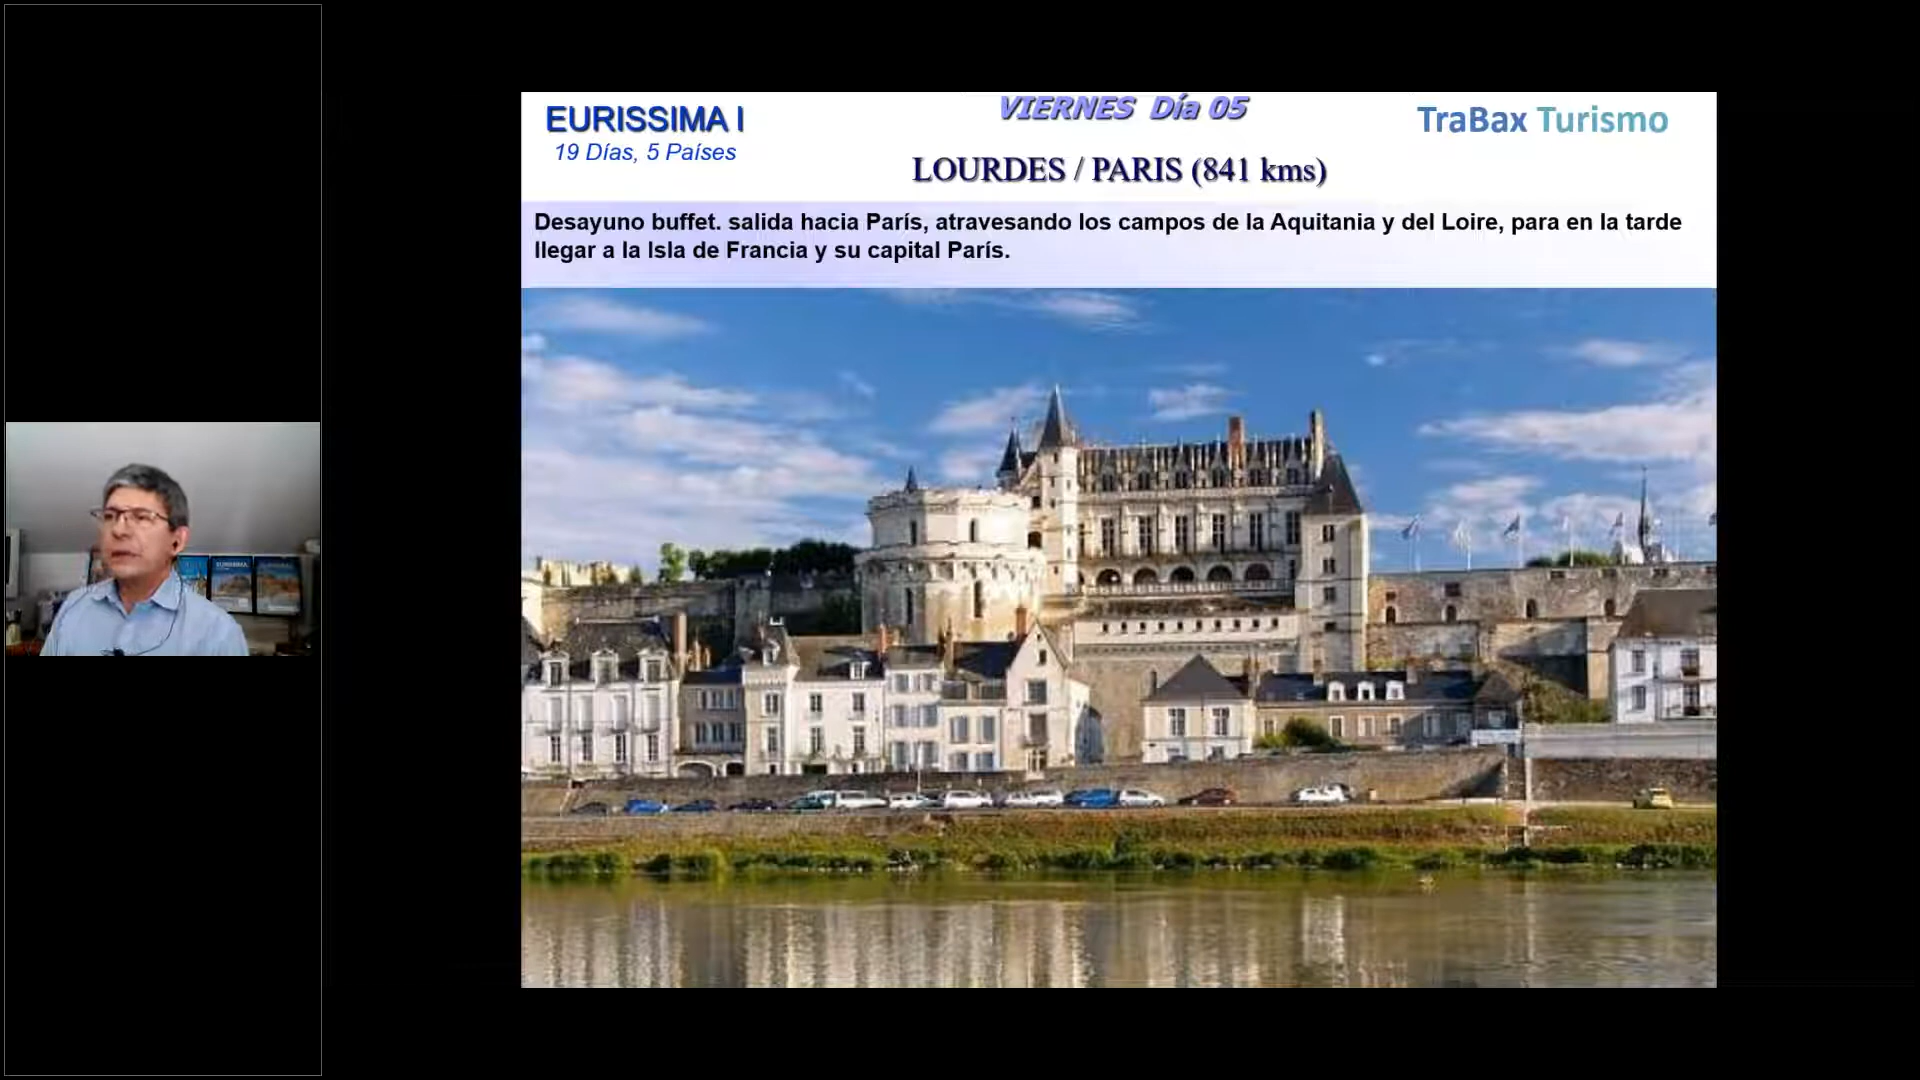 EURISSIMA I
19 Días, 5 Países
VIERNES Día 05
TraBax Turismo
LOURDES / PARIS (841 kms)
Desayuno buffet. salida hacia París, atravesando los campos de la Aquitania y del Loire, para en la tarde
llegar a la Isla de Francia y su capital París.
EURISSIMA